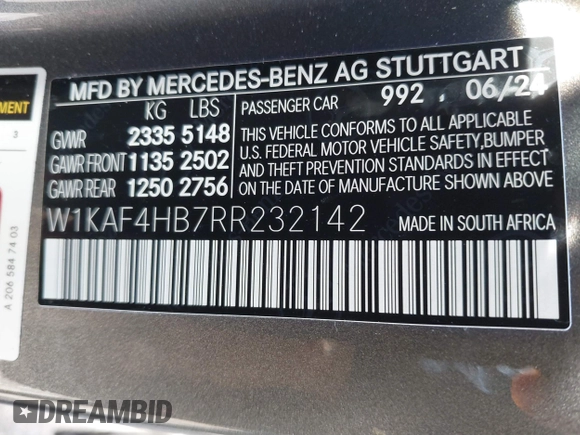 MFD BY MERCEDES-BENZ AG STUTTGART
KG LBS
GVWR 2335 5148
GAWR FRONT 1135 2502
GAWR REAR 1250 2756
PASSENGER CAR 992 06/24
THIS VEHICLE CONFORMS TO ALL APPLICABLE
U.S. FEDERAL MOTOR VEHICLE SAFETY, BUMPER
AND THEFT PREVENTION STANDARDS IN EFFECT
ON THE DATE OF MANUFACTURE SHOWN ABOVE.
W1KAF4HB7RR232142 MADE IN SOUTH AFRICA
3
A 206 584 74 03
DREAMBID